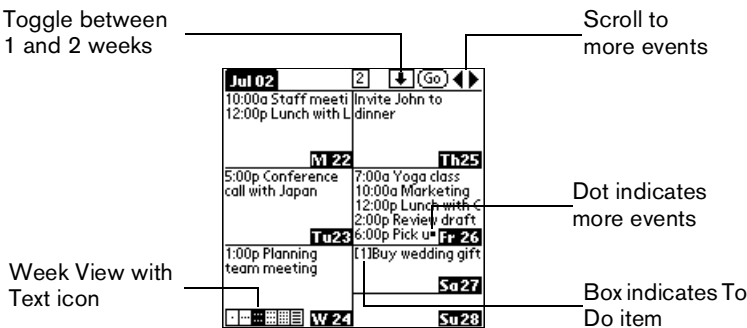 Toggle between
1 and 2 weeks
Scroll to
more events
Jul 02
2
Go
10:00a Staff meeti
12:00p Lunch with L
M 22
Invite John to
dinner
Th25
5:00p Conference
call with Japan
Tu23
7:00a Yoga class
10:00a Marketing
12:00p Lunch with C
2:00p Review draft
6:00p Pick u
Fr 26
Dot indicates
more events
1:00p Planning
team meeting
W 24
[1]Buy wedding gift
Sa27
Su28
Week View with
Text icon
Box indicates To
Do item